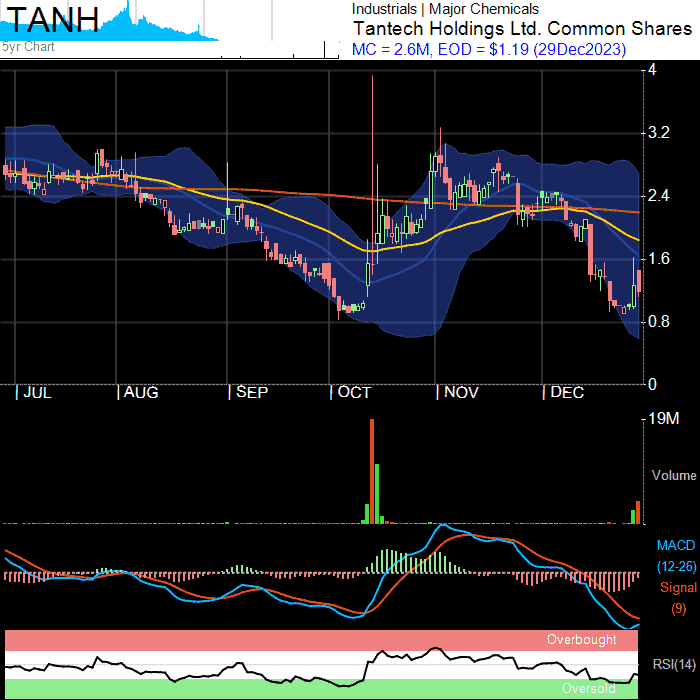 TANH
5yr Chart
Industrials | Major Chemicals
Tantech Holdings Ltd. Common Shares
MC = 2.6M, EOD = $1.19 (29Dec2023)
4
3.2
2.4
1.6
0.8
0
JUL
AUG
SEP
OCT
NOV
DEC
19M
Volume
MACD
(12-26)
Signal
(9)
Overbought
RSI(14)
Oversold